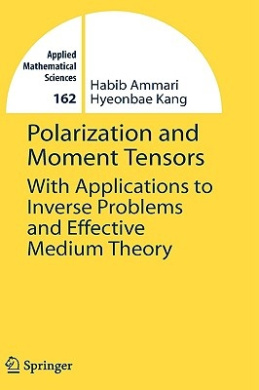 Applied
Mathematical
Sciences
162
Habib Ammari
Hyeonbae Kang
Polarization and
Moment Tensors
With Applications to
Inverse Problems
and Effective
Medium Theory
Springer